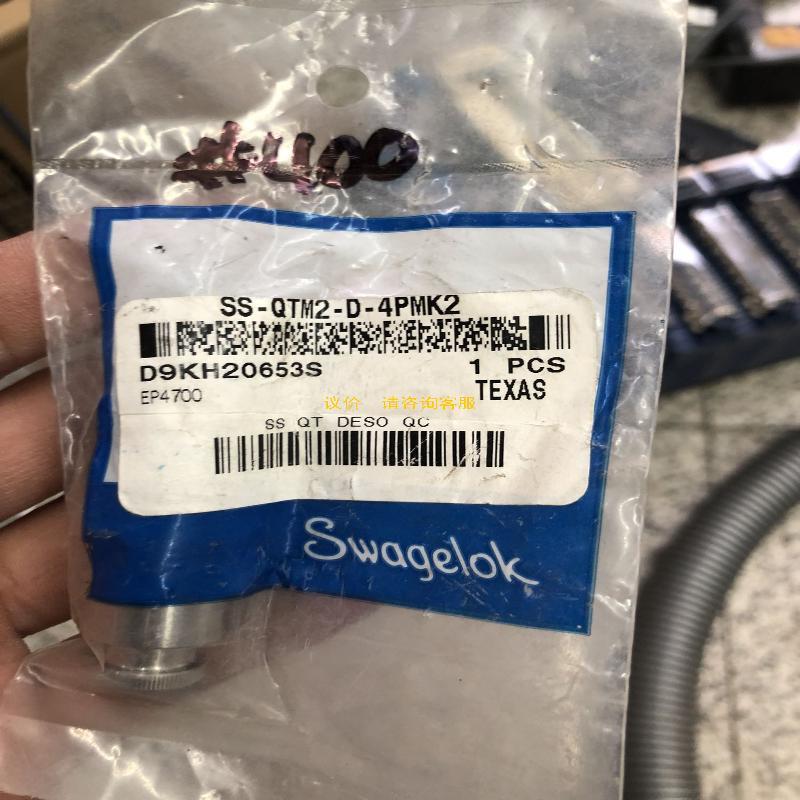 #400
SS-QTM2-D-4PMK2
D9KH20653S 1 PCS
EP4700 TEXAS
议价 请咨询客服
SS QT DESO QC
Swagelok